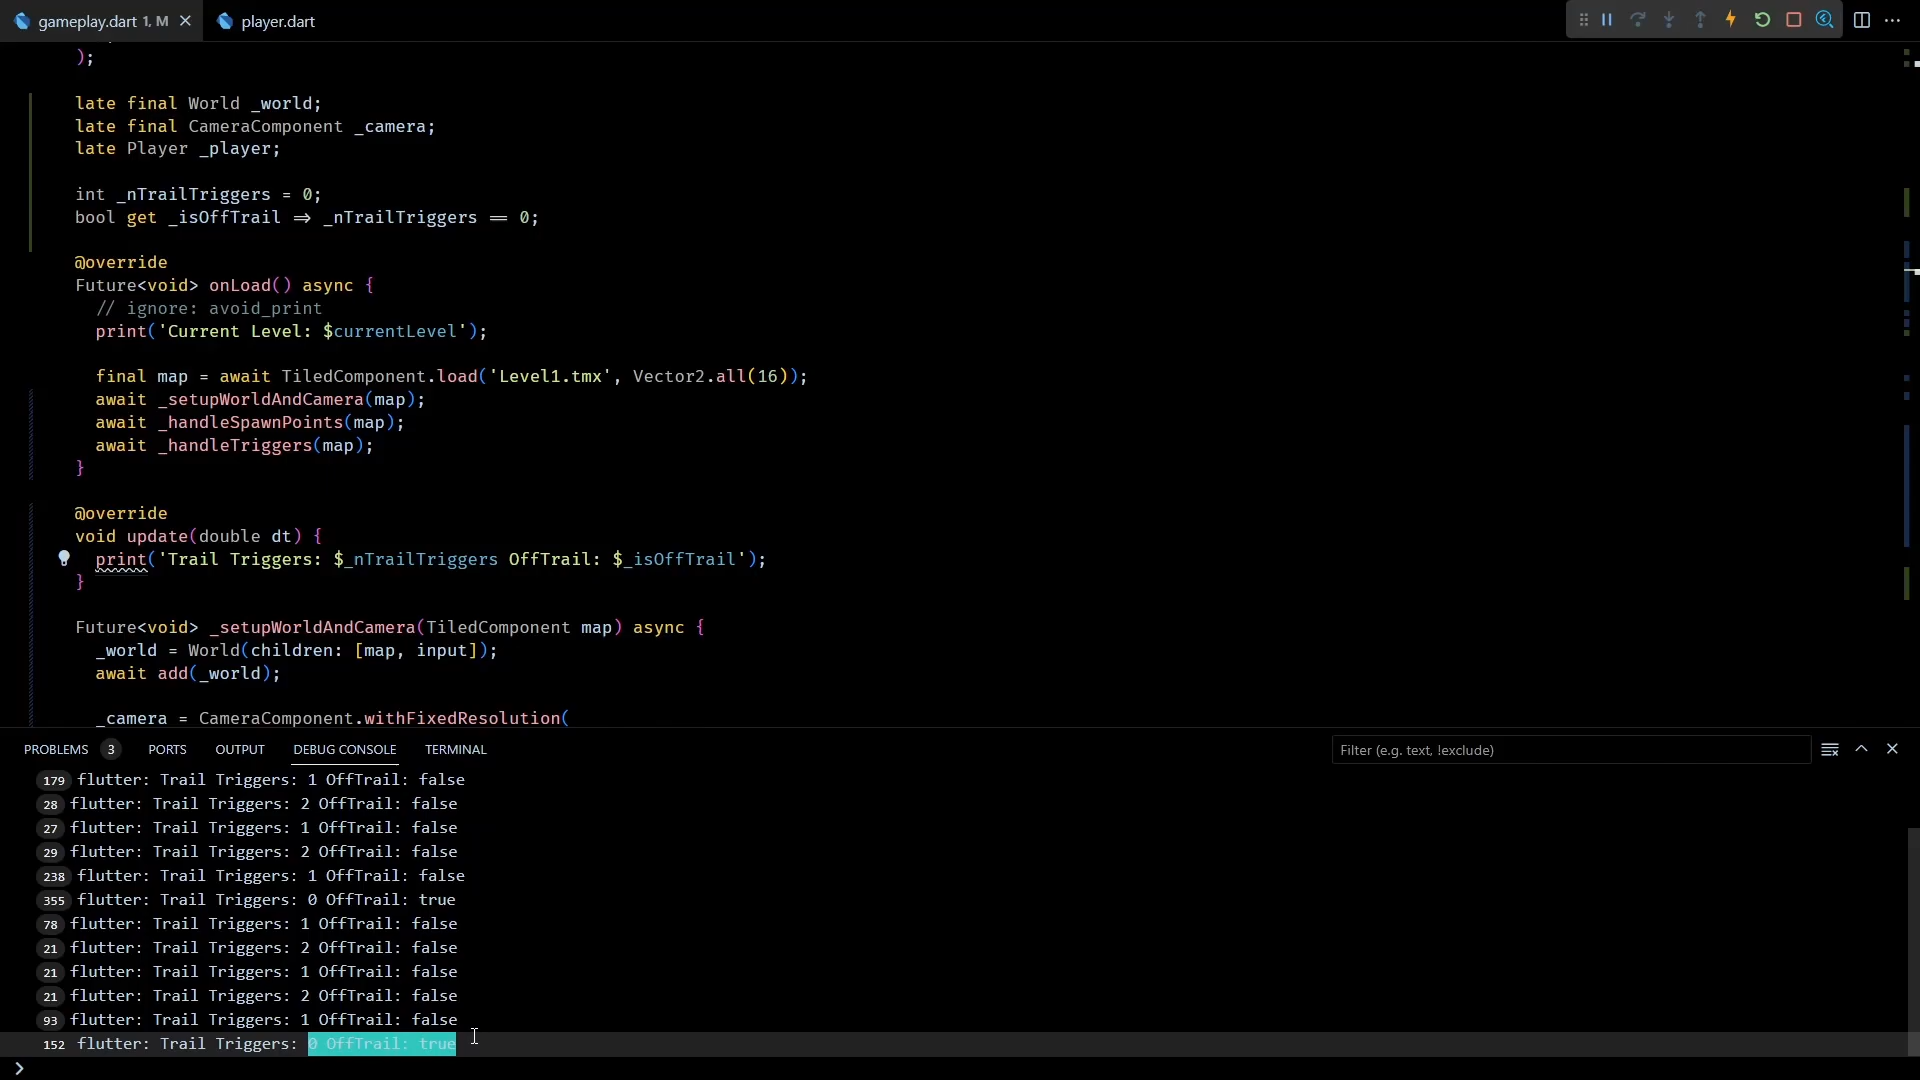 gameplay.dart 1, M
player.dart
);
late final World _world;
late final CameraComponent _camera;
late Player _player;
int _nTrailTriggers = 0;
bool get _isOffTrail => _nTrailTriggers == 0;
@override
Future<void> onLoad() async {
// ignore: avoid_print
print('Current Level: $currentLevel');
final map = await TiledComponent.load('Level1.tmx', Vector2.all(16));
await _setupWorldAndCamera(map);
await _handleSpawnPoints(map);
await _handleTriggers(map);
}
@override
void update(double dt) {
print('Trail Triggers: $_nTrailTriggers OffTrail: $_isOffTrail');
}
Future<void> _setupWorldAndCamera(TiledComponent map) async {
_world = World(children: [map, input]);
await add(_world);
_camera = CameraComponent.withFixedResolution(
PROBLEMS 3 PORTS OUTPUT DEBUG CONSOLE TERMINAL Filter (e.g. text, !exclude)
179 flutter: Trail Triggers: 1 OffTrail: false
28 flutter: Trail Triggers: 2 OffTrail: false
27 flutter: Trail Triggers: 1 OffTrail: false
29 flutter: Trail Triggers: 2 OffTrail: false
238 flutter: Trail Triggers: 1 OffTrail: false
355 flutter: Trail Triggers: 0 OffTrail: true
78 flutter: Trail Triggers: 1 OffTrail: false
21 flutter: Trail Triggers: 2 OffTrail: false
21 flutter: Trail Triggers: 1 OffTrail: false
21 flutter: Trail Triggers: 2 OffTrail: false
93 flutter: Trail Triggers: 1 OffTrail: false
152 flutter: Trail Triggers: 0 OffTrail: true